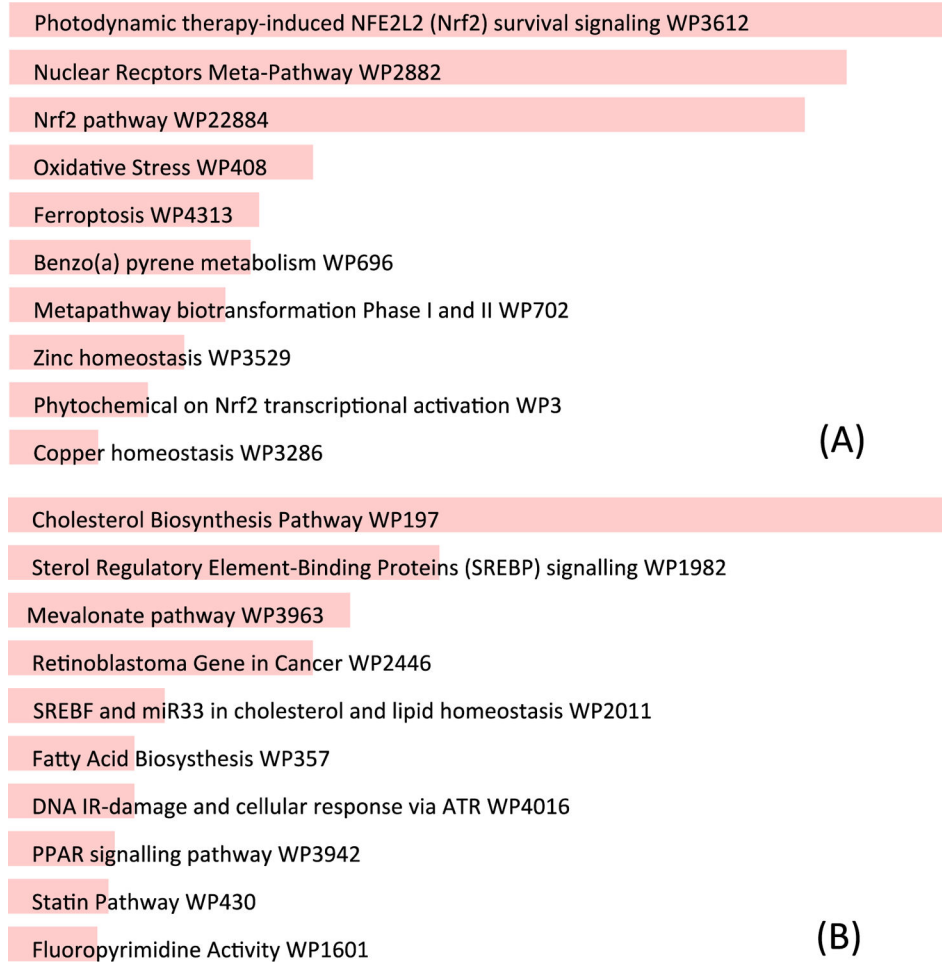 Photodynamic therapy-induced NFE2L2 (Nrf2) survival signaling WP3612
Nuclear Recptors Meta-Pathway WP2882
Nrf2 pathway WP22884
Oxidative Stress WP408
Ferroptosis WP4313
Benzo(a) pyrene metabolism WP696
Metapathway biotransformation Phase I and II WP702
Zinc homeostasis WP3529
Phytochemical on Nrf2 transcriptional activation WP3
Copper homeostasis WP3286
(A)
Cholesterol Biosynthesis Pathway WP197
Sterol Regulatory Element-Binding Proteins (SREBP) signalling WP1982
Mevalonate pathway WP3963
Retinoblastoma Gene in Cancer WP2446
SREBF and miR33 in cholesterol and lipid homeostasis WP2011
Fatty Acid Biosysthesis WP357
DNA IR-damage and cellular response via ATR WP4016
PPAR signalling pathway WP3942
Statin Pathway WP430
Fluoropyrimidine Activity WP1601
(B)